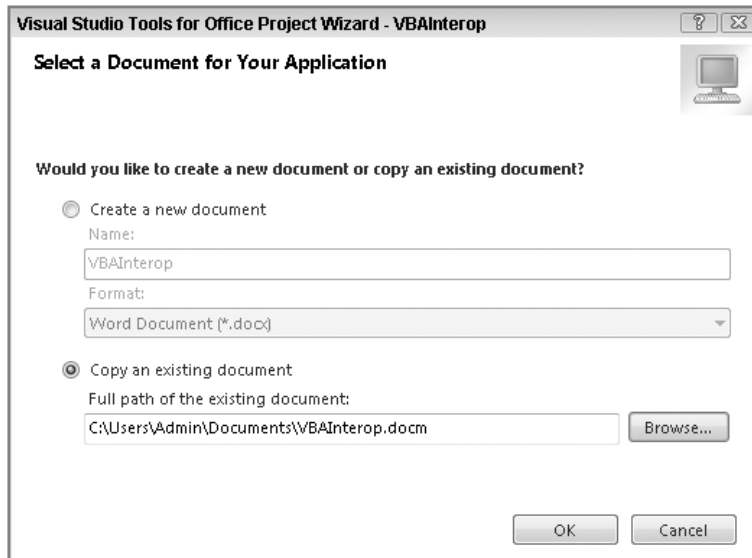 Visual Studio Tools for Office Project Wizard - VBAInterop
Select a Document for Your Application
Would you like to create a new document or copy an existing document?
Create a new document
Name:
VBAInterop
Format:
Word Document (*.docx)
Copy an existing document
Full path of the existing document:
C:\Users\Admin\Documents\VBAInterop.docm
Browse...
OK
Cancel